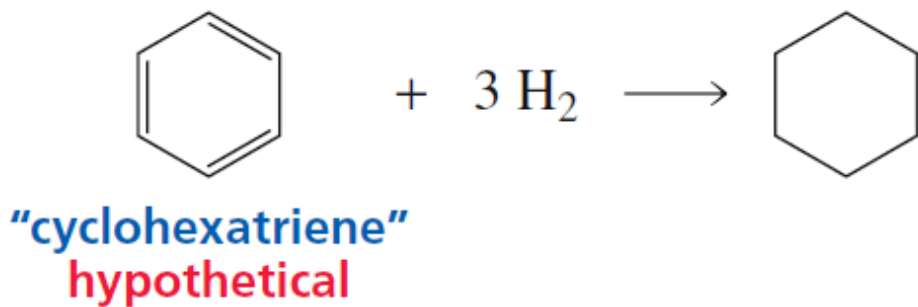 + 3 H₂ ⟶
“cyclohexatriene”
hypothetical